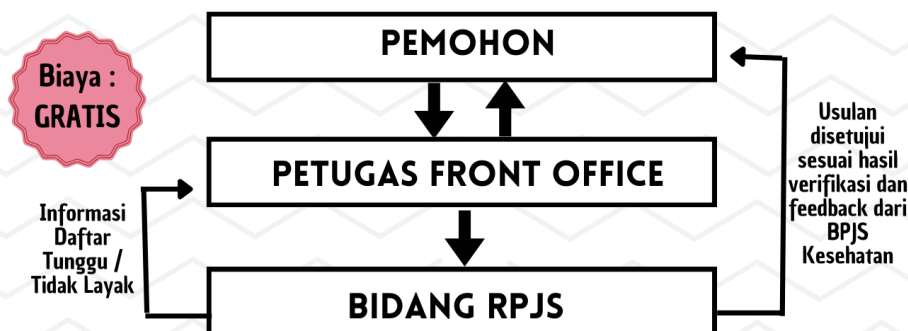 PEMOHON
Biaya :
GRATIS
Usulan
disetujui
sesuai hasil
verifikasi dan
feedback dari
BPJS
Kesehatan
PETUGAS FRONT OFFICE
Informasi
Daftar
Tunggu /
Tidak Layak
BIDANG RPJS